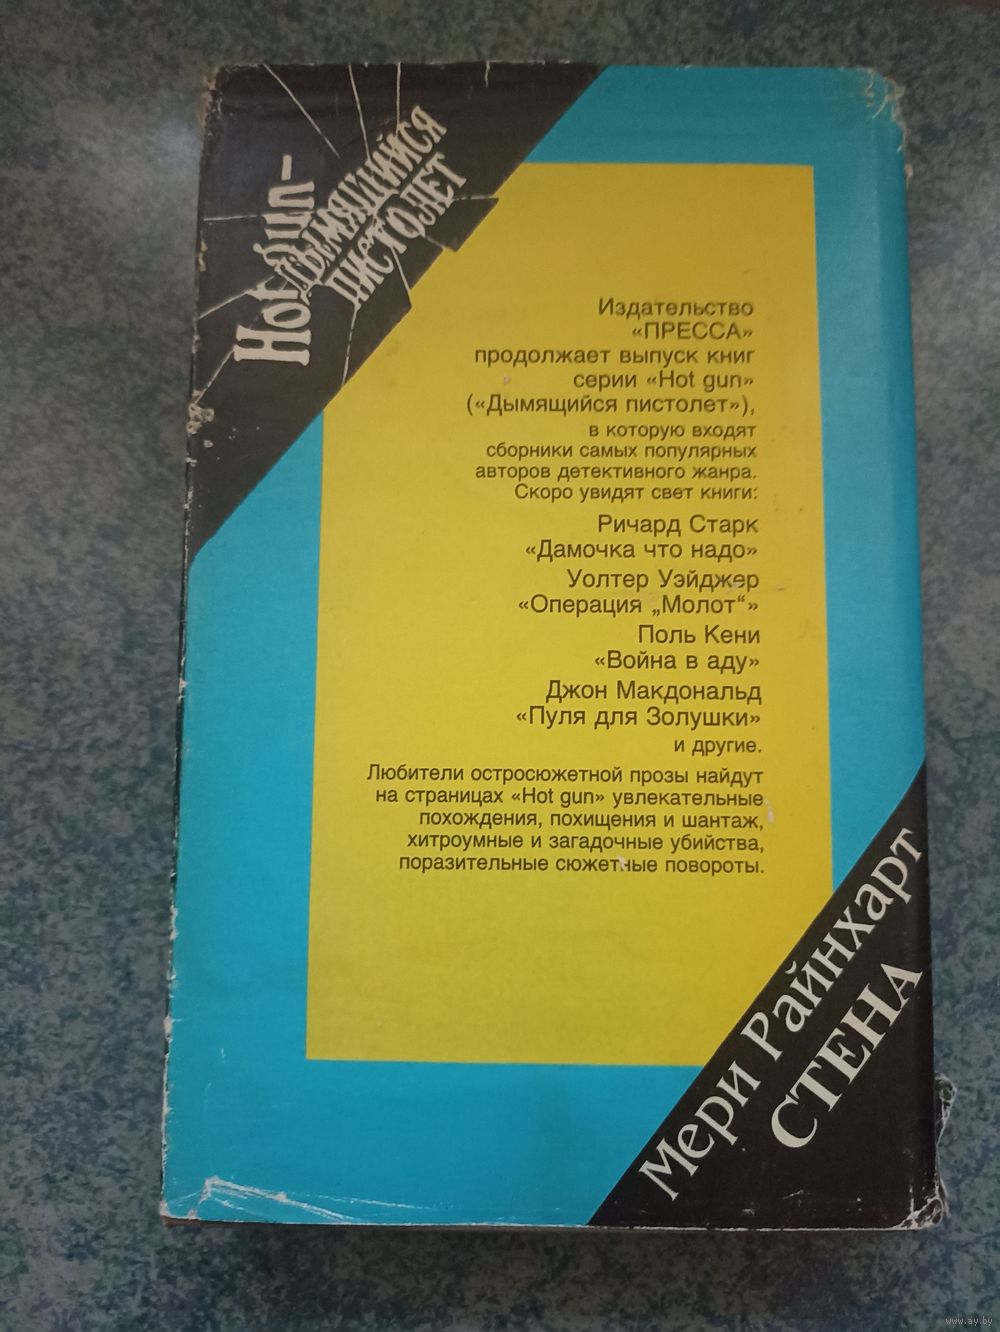 Hot gun–
ДЫМЯЩИЙСЯ
ПИСТОЛЕТ
Издательство
«ПРЕССА»
продолжает выпуск книг
серии «Hot gun»
(«Дымящийся пистолет»),
в которую входят
сборники самых популярных
авторов детективного жанра.
Скоро увидят свет книги:
Ричард Старк
«Дамочка что надо»
Уолтер Уэйджер
«Операция „Молот“»
Поль Кени
«Война в аду»
Джон Макдональд
«Пуля для Золушки»
и другие.
Любители остросюжетной прозы найдут
на страницах «Hot gun» увлекательные
похождения, похищения и шантаж,
хитроумные и загадочные убийства,
поразительные сюжетные повороты.
Мери Райнхарт
СТЕНА
www.ay.by